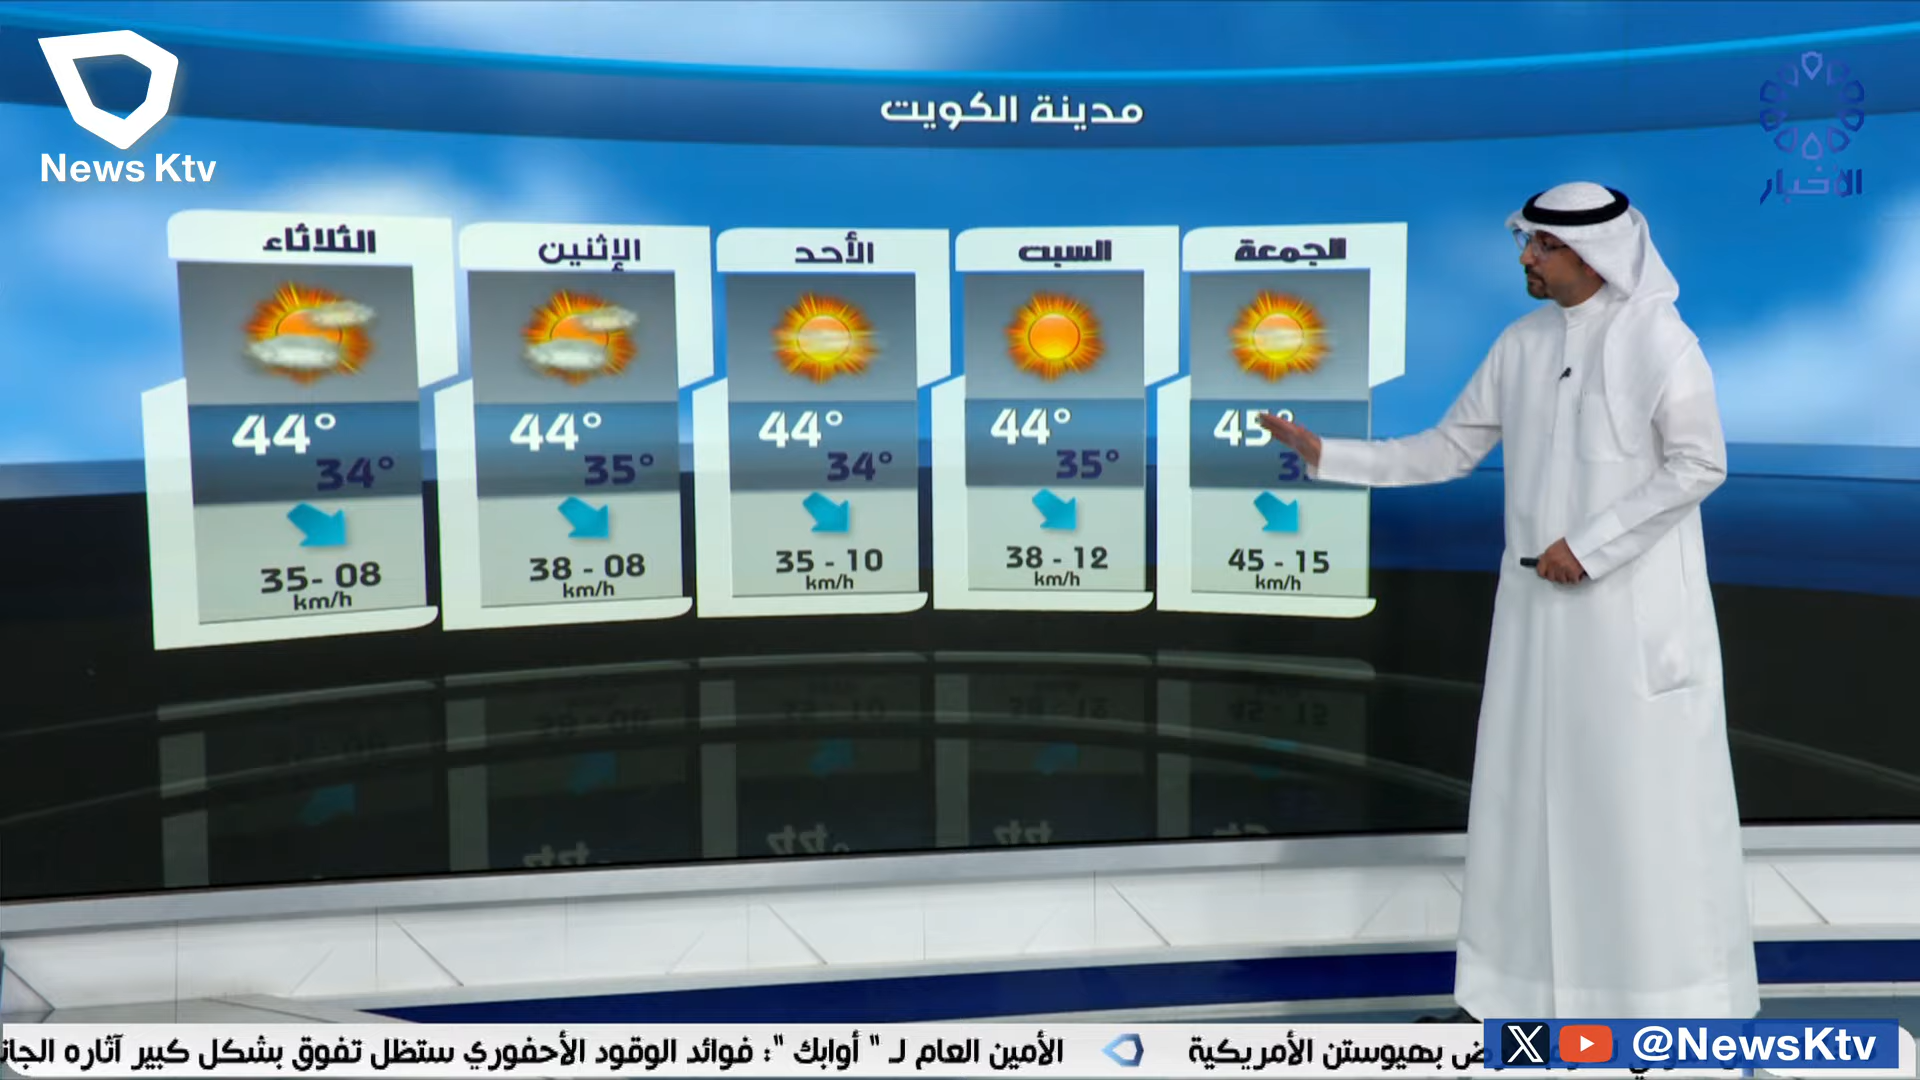 News Ktv
مدينة الكويت
الاخبار
الجمعة
45°
45 - 15
km/h
السبت
44°
35°
38 - 12
km/h
الأحد
44°
34°
35 - 10
km/h
الإثنين
44°
35°
38 - 08
km/h
الثلاثاء
44°
34°
35- 08
km/h
بهيوستن الأمريكية
الأمين العام لـ " أوابك ": فوائد الوقود الأحفوري ستظل تفوق بشكل كبير آثاره
@NewsKtv